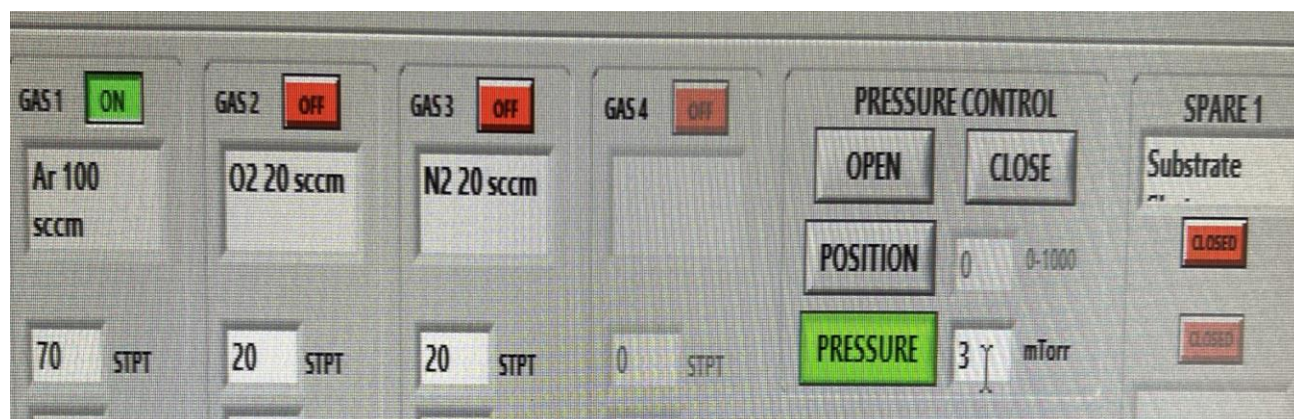 GAS 1 ON
GAS 2 OFF
GAS 3 OFF
GAS 4 OFF
PRESSURE CONTROL
SPARE 1
Ar 100
sccm
O2 20 sccm
N2 20 sccm
OPEN CLOSE
Substrate
POSITION 0 0-1000
CLOSED
70 STPT
20 STPT
20 STPT
0 STPT
PRESSURE 3 mTorr
CLOSED